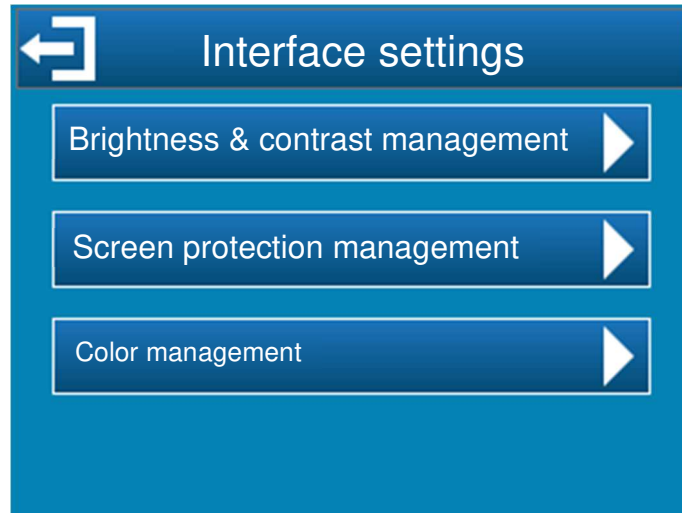 Interface settings
Brightness & contrast management
Screen protection management
Color management